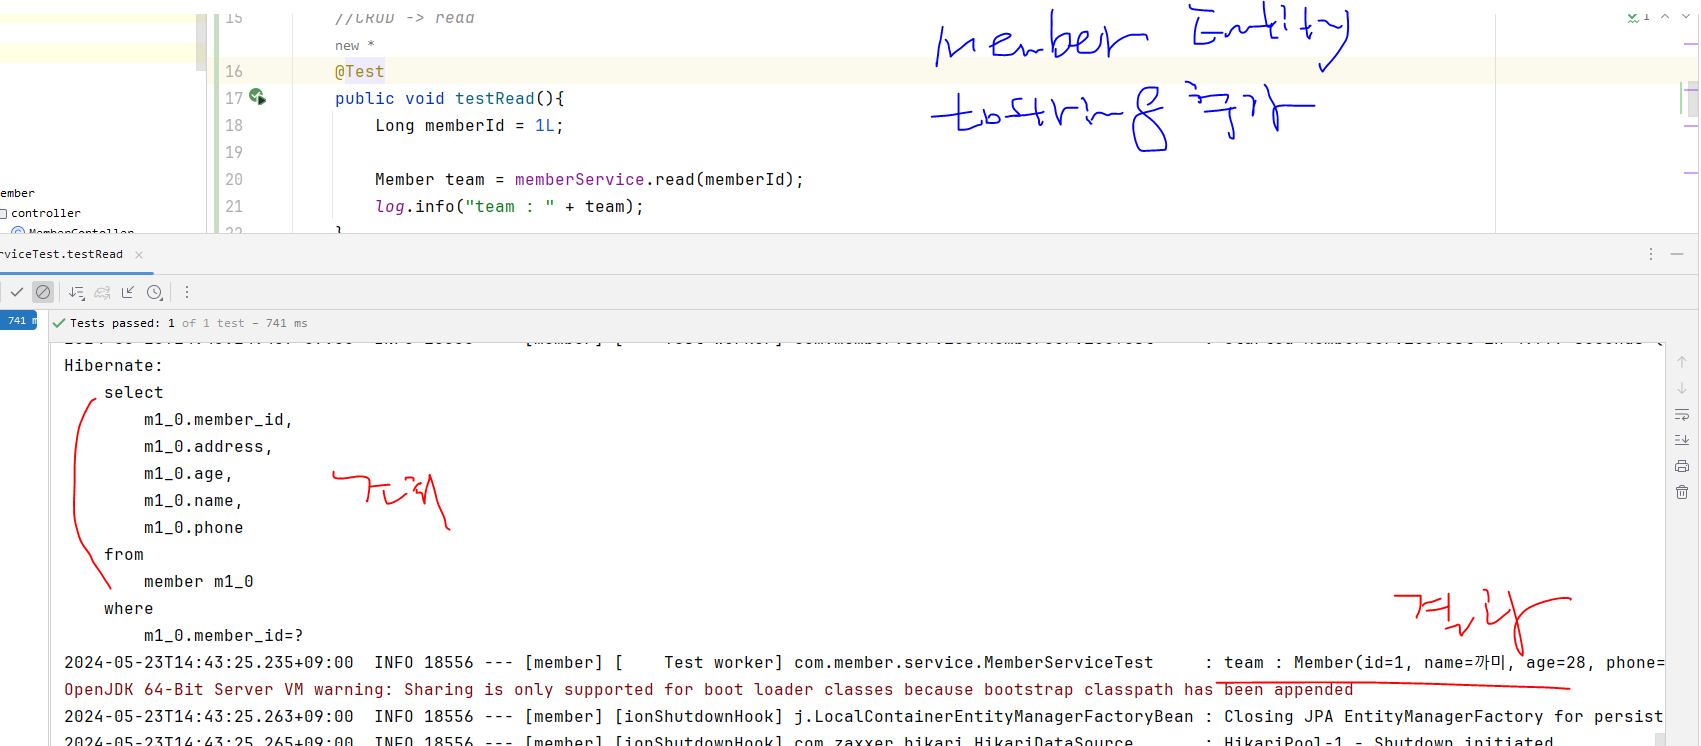 15 //CRUD -> read
new *
16 @Test
17 public void testRead(){
18 Long memberId = 1L;
19
20 Member team = memberService.read(memberId);
21 log.info("team : " + team);
22 }
1
member Entity
tostring 추가
ember
controller
MemberContoller
rviceTest.testRead
741 m
Tests passed: 1 of 1 test – 741 ms
Hibernate:
select
m1_0.member_id,
m1_0.address,
m1_0.age,
m1_0.name,
m1_0.phone
from
member m1_0
where
m1_0.member_id=?
결과
2024-05-23T14:43:25.235+09:00 INFO 18556 --- [member] [ Test worker] com.member.service.MemberServiceTest : team : Member(id=1, name=까미, age=28, phone=
OpenJDK 64-Bit Server VM warning: Sharing is only supported for boot loader classes because bootstrap classpath has been appended
2024-05-23T14:43:25.263+09:00 INFO 18556 --- [member] [ionShutdownHook] j.LocalContainerEntityManagerFactoryBean : Closing JPA EntityManagerFactory for persist
2024-05-23T14:43:25.265+09:00 INFO 18556 --- [member] [ionShutdownHook] com.zaxxer.hikari.HikariDataSource : HikariPool-1 - Shutdown initiated